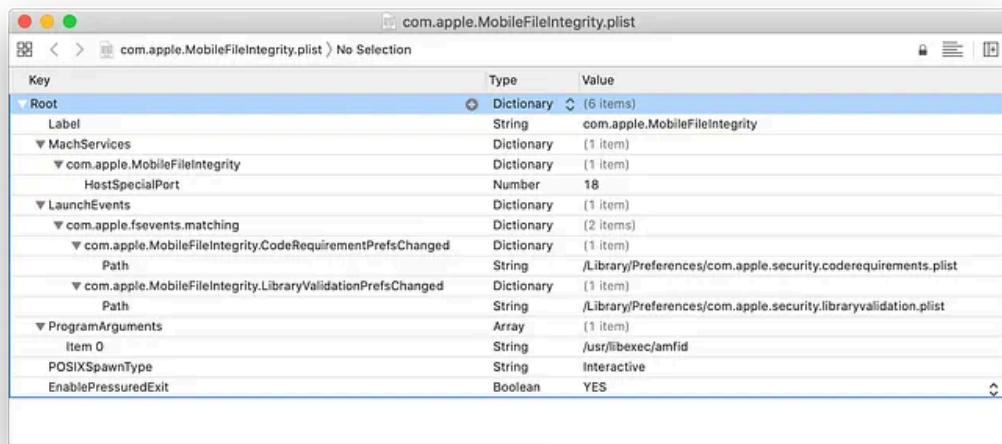 com.apple.MobileFileIntegrity.plist
com.apple.MobileFileIntegrity.plist 〉 No Selection
Key Type Value
Root Dictionary (6 items)
Label String com.apple.MobileFileIntegrity
MachServices Dictionary (1 item)
com.apple.MobileFileIntegrity Dictionary (1 item)
HostSpecialPort Number 18
LaunchEvents Dictionary (1 item)
com.apple.fsevents.matching Dictionary (2 items)
com.apple.MobileFileIntegrity.CodeRequirementPrefsChanged Dictionary (1 item)
Path String /Library/Preferences/com.apple.security.coderequirements.plist
com.apple.MobileFileIntegrity.LibraryValidationPrefsChanged Dictionary (1 item)
Path String /Library/Preferences/com.apple.security.libraryvalidation.plist
ProgramArguments Array (1 item)
Item 0 String /usr/libexec/amfid
POSIXSpawnType String Interactive
EnablePressuredExit Boolean YES